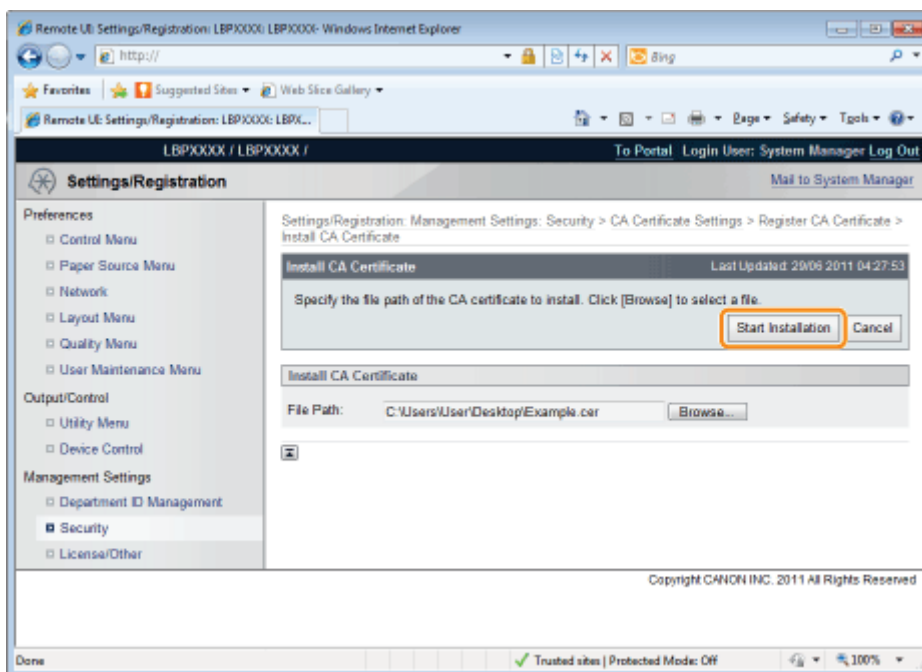 Remote UI: Settings/Registration: LBPXXXX: LBPXXXX- Windows Internet Explorer
http://
Bing
Favorites Suggested Sites Web Slice Gallery
Remote UI: Settings/Registration: LBPXXXX: LBPX... Page Safety Tools
LBPXXXX / LBPXXXX / To Portal Login User: System Manager Log Out
Settings/Registration Mail to System Manager
Preferences
Control Menu
Paper Source Menu
Network
Layout Menu
Quality Menu
User Maintenance Menu
Output/Control
Utility Menu
Device Control
Management Settings
Department ID Management
Security
License/Other
Settings/Registration: Management Settings: Security > CA Certificate Settings > Register CA Certificate >
Install CA Certificate
Install CA Certificate Last Updated: 29/06 2011 04:27:53
Specify the file path of the CA certificate to install. Click [Browse] to select a file.
Start Installation Cancel
Install CA Certificate
File Path: C:\Users\User\Desktop\Example.cer Browse...
Copyright CANON INC. 2011 All Rights Reserved
Done Trusted sites | Protected Mode: Off 100%